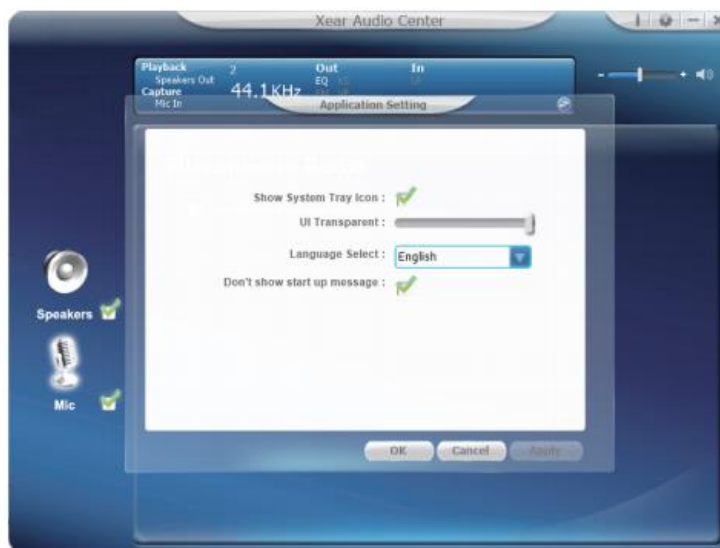 Xear Audio Center
i
Playback 2 Out In
Speakers Out EQ
Capture 44.1KHz
Mic In
Application Setting
Show System Tray Icon :
UI Transparent :
Language Select : English
Don't show start up message :
Speakers
Mic
OK Cancel Apply